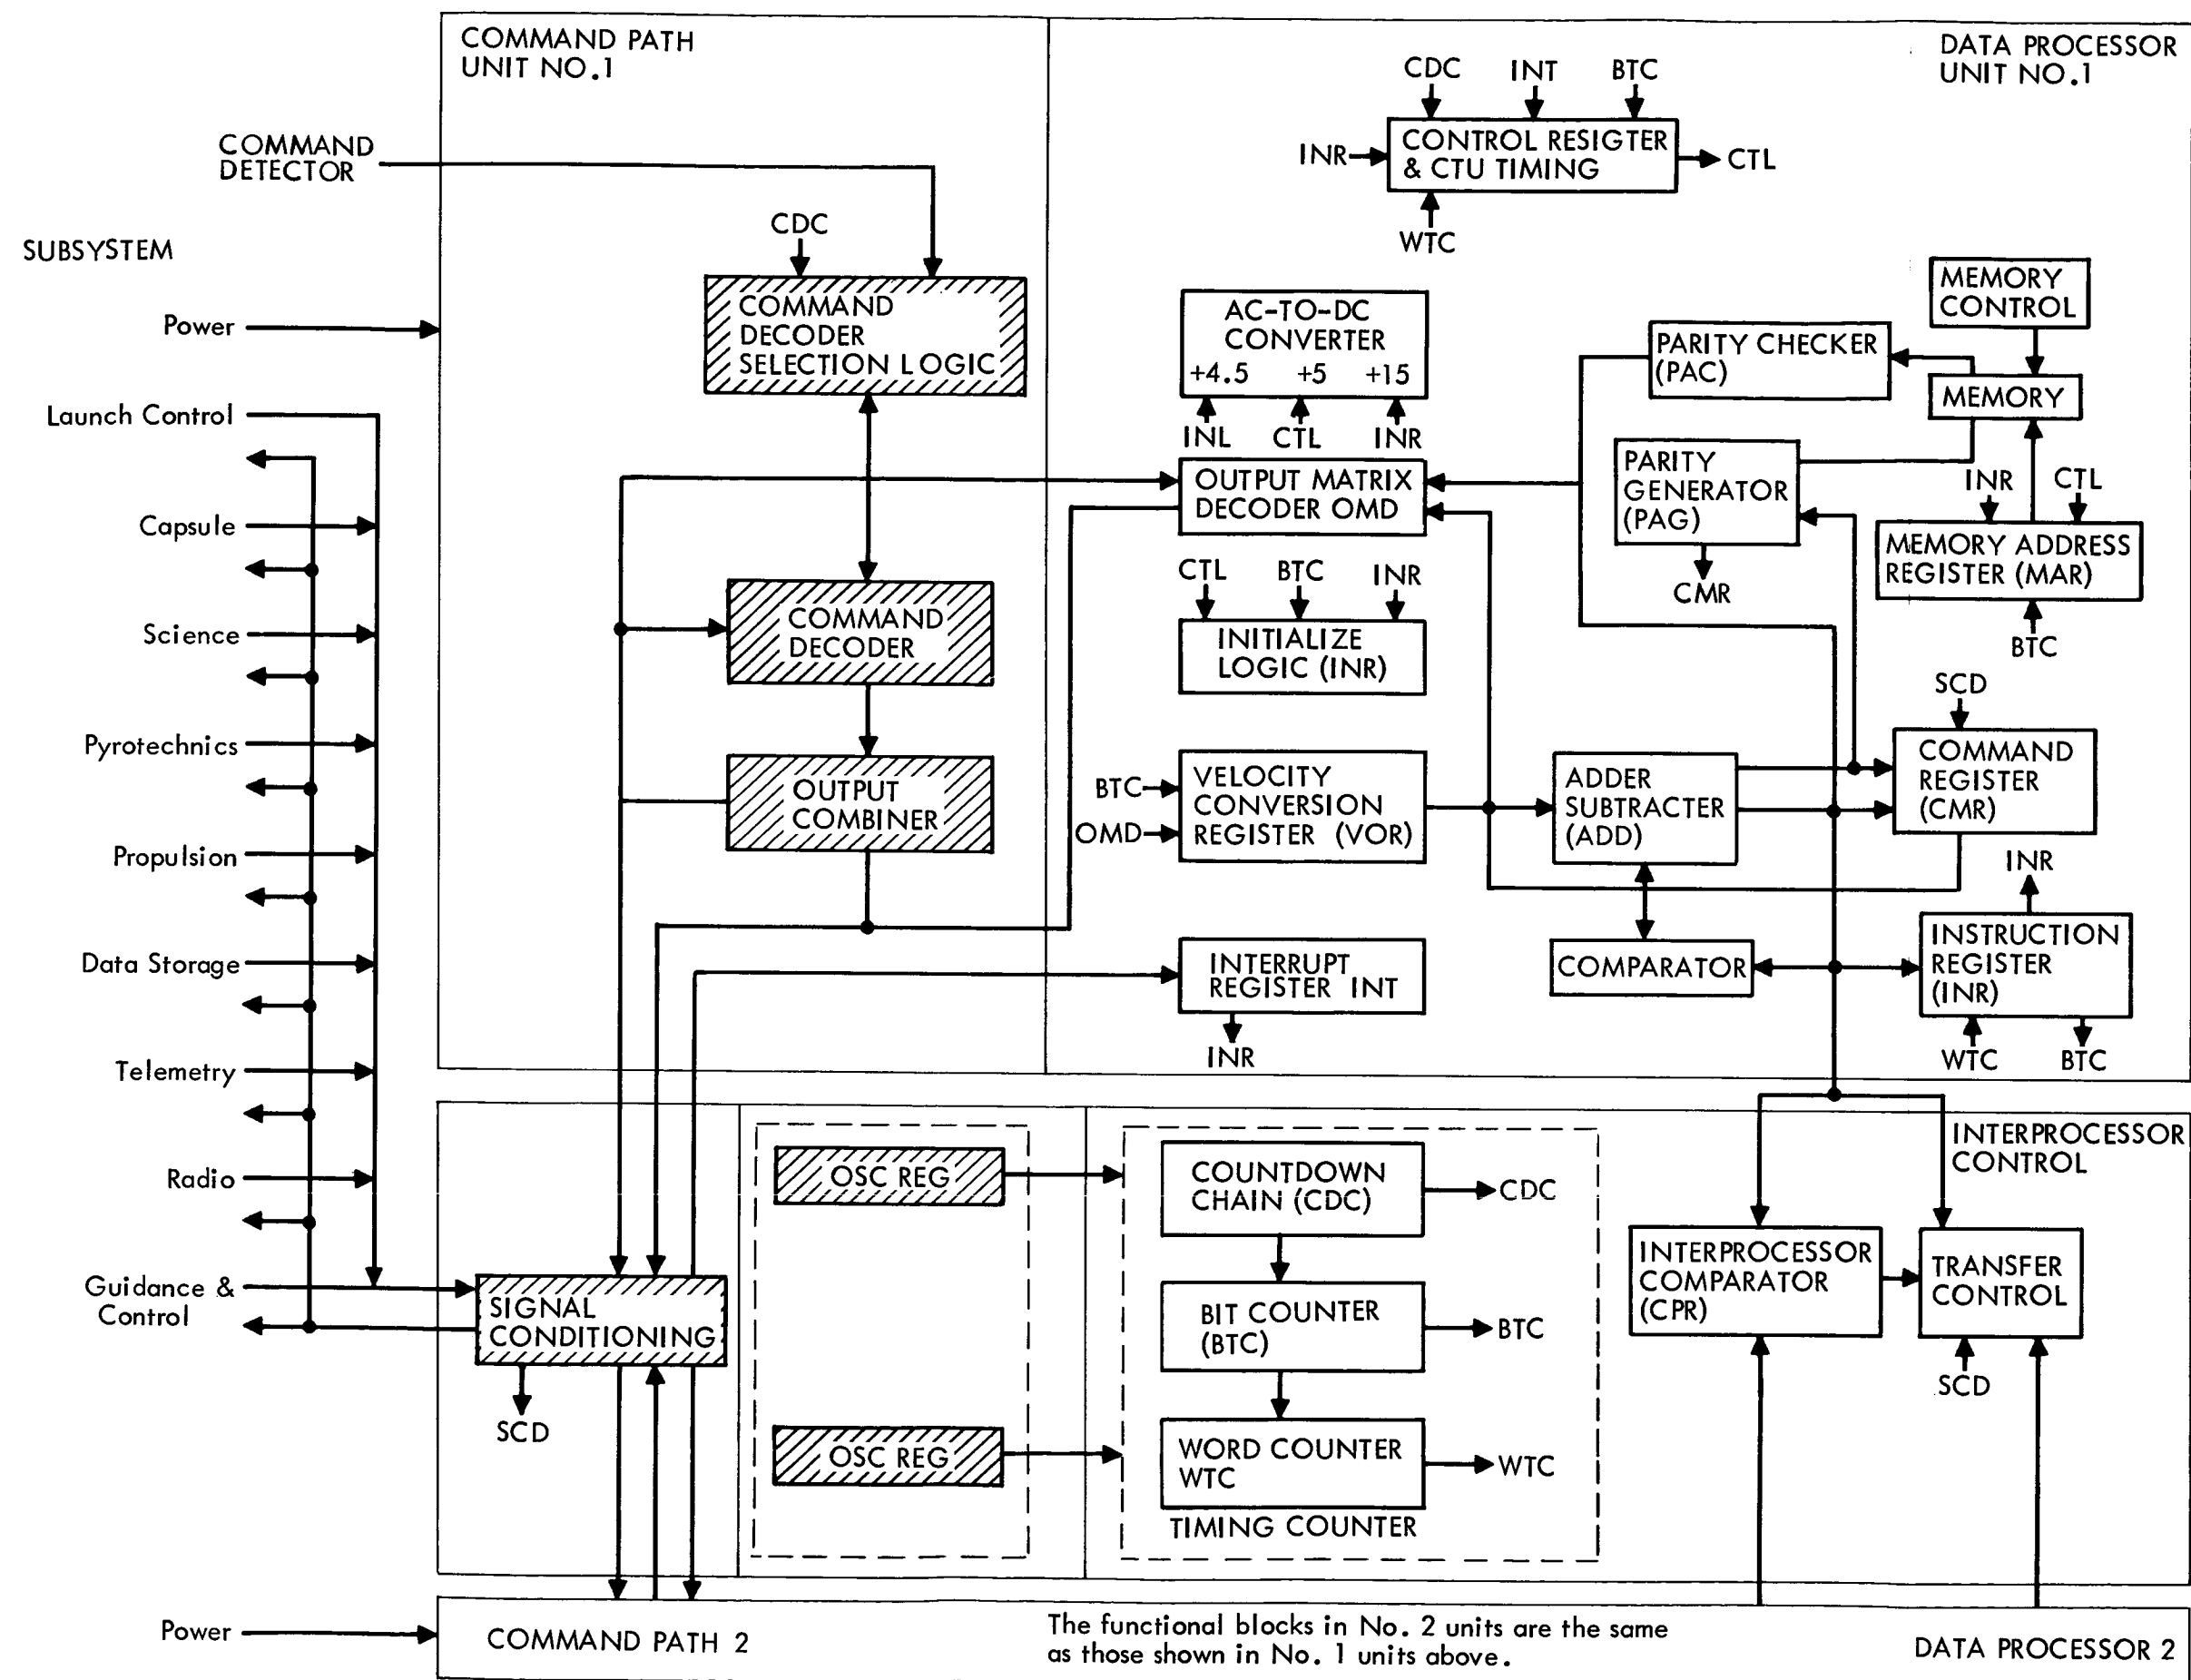 COMMAND PATH
UNIT NO.1
DATA PROCESSOR
UNIT NO.1
COMMAND
DETECTOR
SUBSYSTEM
Power
Launch Control
Capsule
Science
Pyrotechnics
Propulsion
Data Storage
Telemetry
Radio
Guidance &
Control
CDC
COMMAND
DECODER
SELECTION LOGIC
COMMAND
DECODER
OUTPUT
COMBINER
CDC INT BTC
INR
CONTROL RESIGTER
& CTU TIMING
CTL
WTC
AC-TO-DC
CONVERTER
+4.5 +5 +15
INL CTL INR
OUTPUT MATRIX
DECODER OMD
CTL BTC INR
INITIALIZE
LOGIC (INR)
BTC
OMD
VELOCITY
CONVERSION
REGISTER (VOR)
INTERRUPT
REGISTER INT
INR
MEMORY
CONTROL
PARITY CHECKER
(PAC)
MEMORY
PARITY
GENERATOR
(PAG)
CMR
INR CTL
MEMORY ADDRESS
REGISTER (MAR)
BTC
SCD
ADDER
SUBTRACTER
(ADD)
COMMAND
REGISTER
(CMR)
INR
COMPARATOR
INSTRUCTION
REGISTER
(INR)
WTC BTC
SIGNAL
CONDITIONING
SCD
OSC REG
OSC REG
COUNTDOWN
CHAIN (CDC)
CDC
BIT COUNTER
(BTC)
BTC
WORD COUNTER
WTC
WTC
TIMING COUNTER
INTERPROCESSOR
CONTROL
INTERPROCESSOR
COMPARATOR
(CPR)
TRANSFER
CONTROL
SCD
Power
COMMAND PATH 2
The functional blocks in No. 2 units are the same
as those shown in No. 1 units above.
DATA PROCESSOR 2